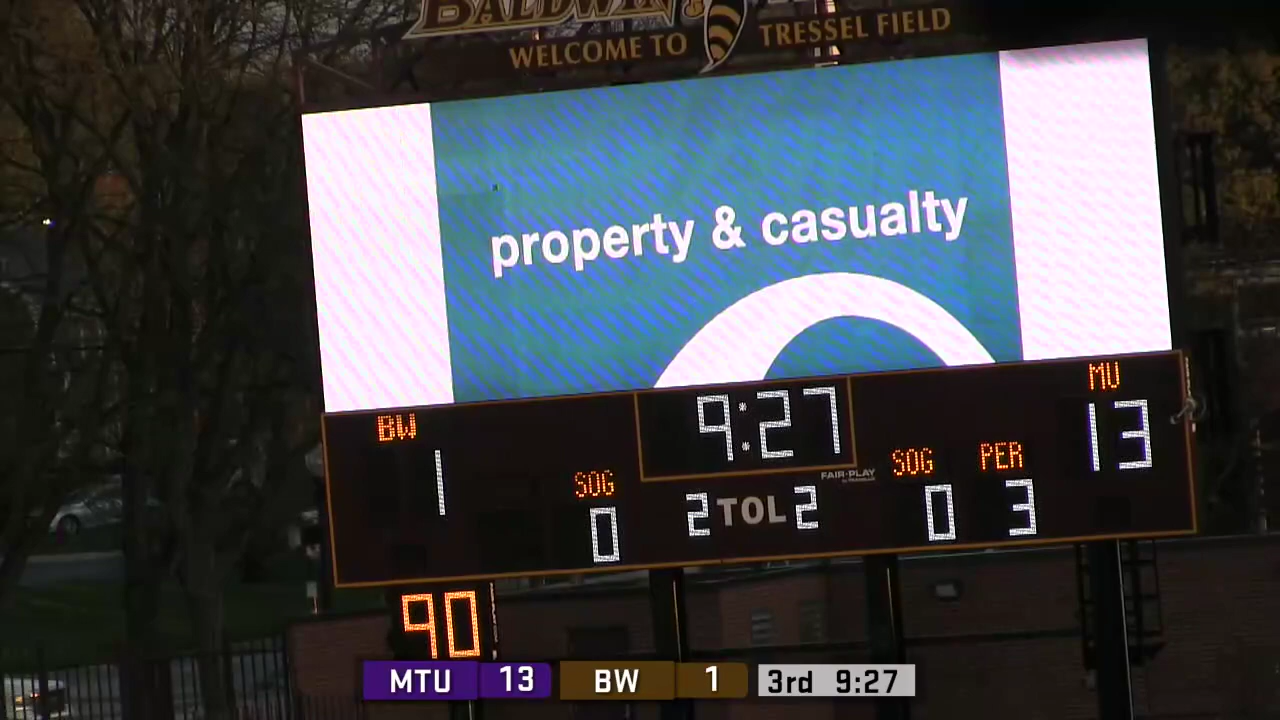 BALDWIN
WELCOME TO TRESSEL FIELD
property & casualty
BW 9:27 MU
1 13
SOG SOG PER
0 2 TOL 2 0 3
FAIR-PLAY
90
MTU 13 BW 1 3rd 9:27